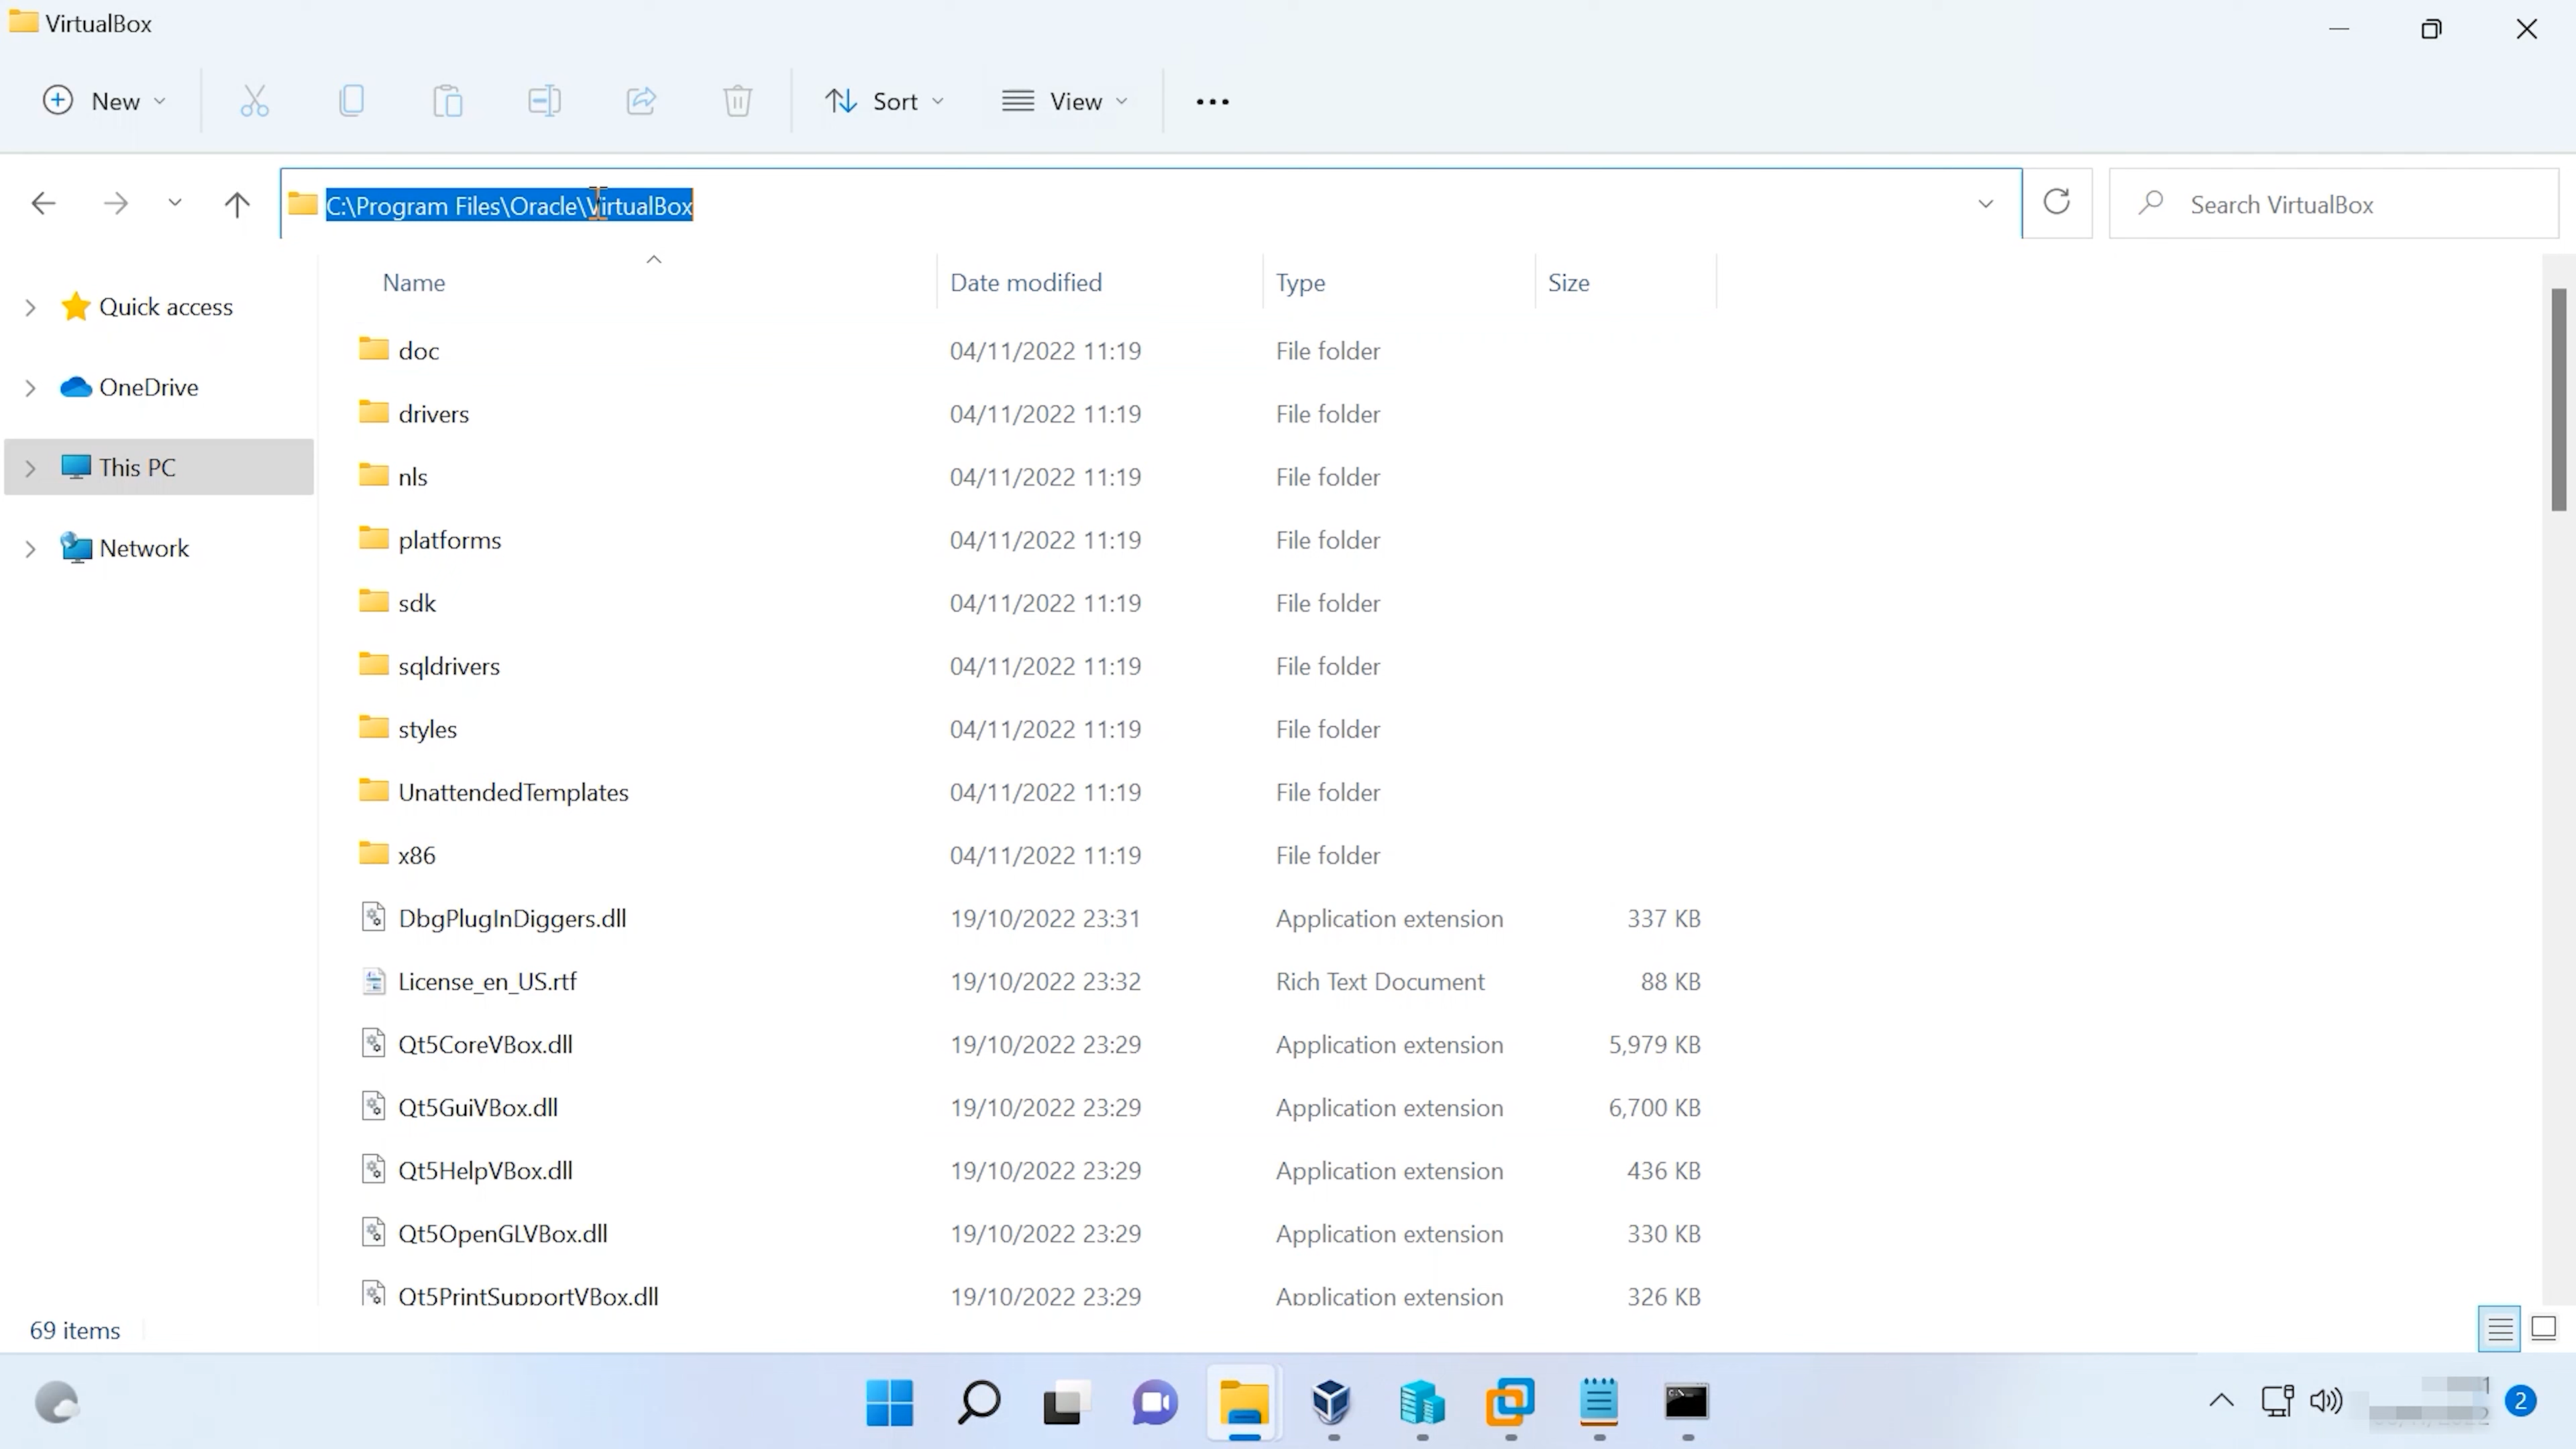 VirtualBox
New Sort View
C:\Program Files\Oracle\VirtualBox Search VirtualBox
Name Date modified Type Size
Quick access
OneDrive
This PC
Network
doc 04/11/2022 11:19 File folder
drivers 04/11/2022 11:19 File folder
nls 04/11/2022 11:19 File folder
platforms 04/11/2022 11:19 File folder
sdk 04/11/2022 11:19 File folder
sqldrivers 04/11/2022 11:19 File folder
styles 04/11/2022 11:19 File folder
UnattendedTemplates 04/11/2022 11:19 File folder
x86 04/11/2022 11:19 File folder
DbgPlugInDiggers.dll 19/10/2022 23:31 Application extension 337 KB
License_en_US.rtf 19/10/2022 23:32 Rich Text Document 88 KB
Qt5CoreVBox.dll 19/10/2022 23:29 Application extension 5,979 KB
Qt5GuiVBox.dll 19/10/2022 23:29 Application extension 6,700 KB
Qt5HelpVBox.dll 19/10/2022 23:29 Application extension 436 KB
Qt5OpenGLVBox.dll 19/10/2022 23:29 Application extension 330 KB
Qt5PrintSupportVBox.dll 19/10/2022 23:29 Application extension 326 KB
69 items
2